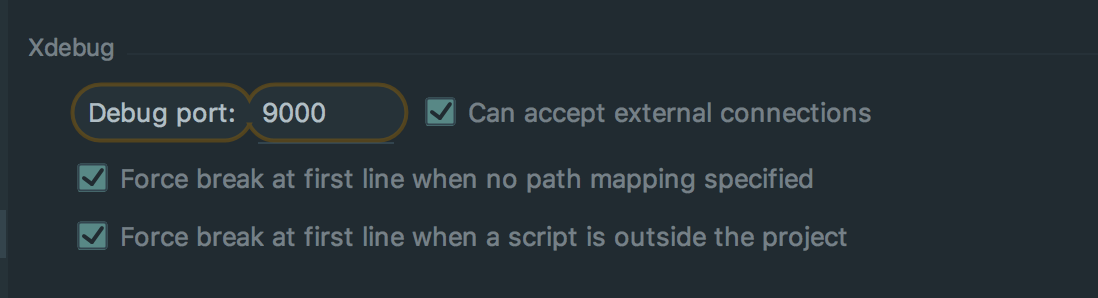 Xdebug
Debug port: 9000 Can accept external connections
Force break at first line when no path mapping specified
Force break at first line when a script is outside the project